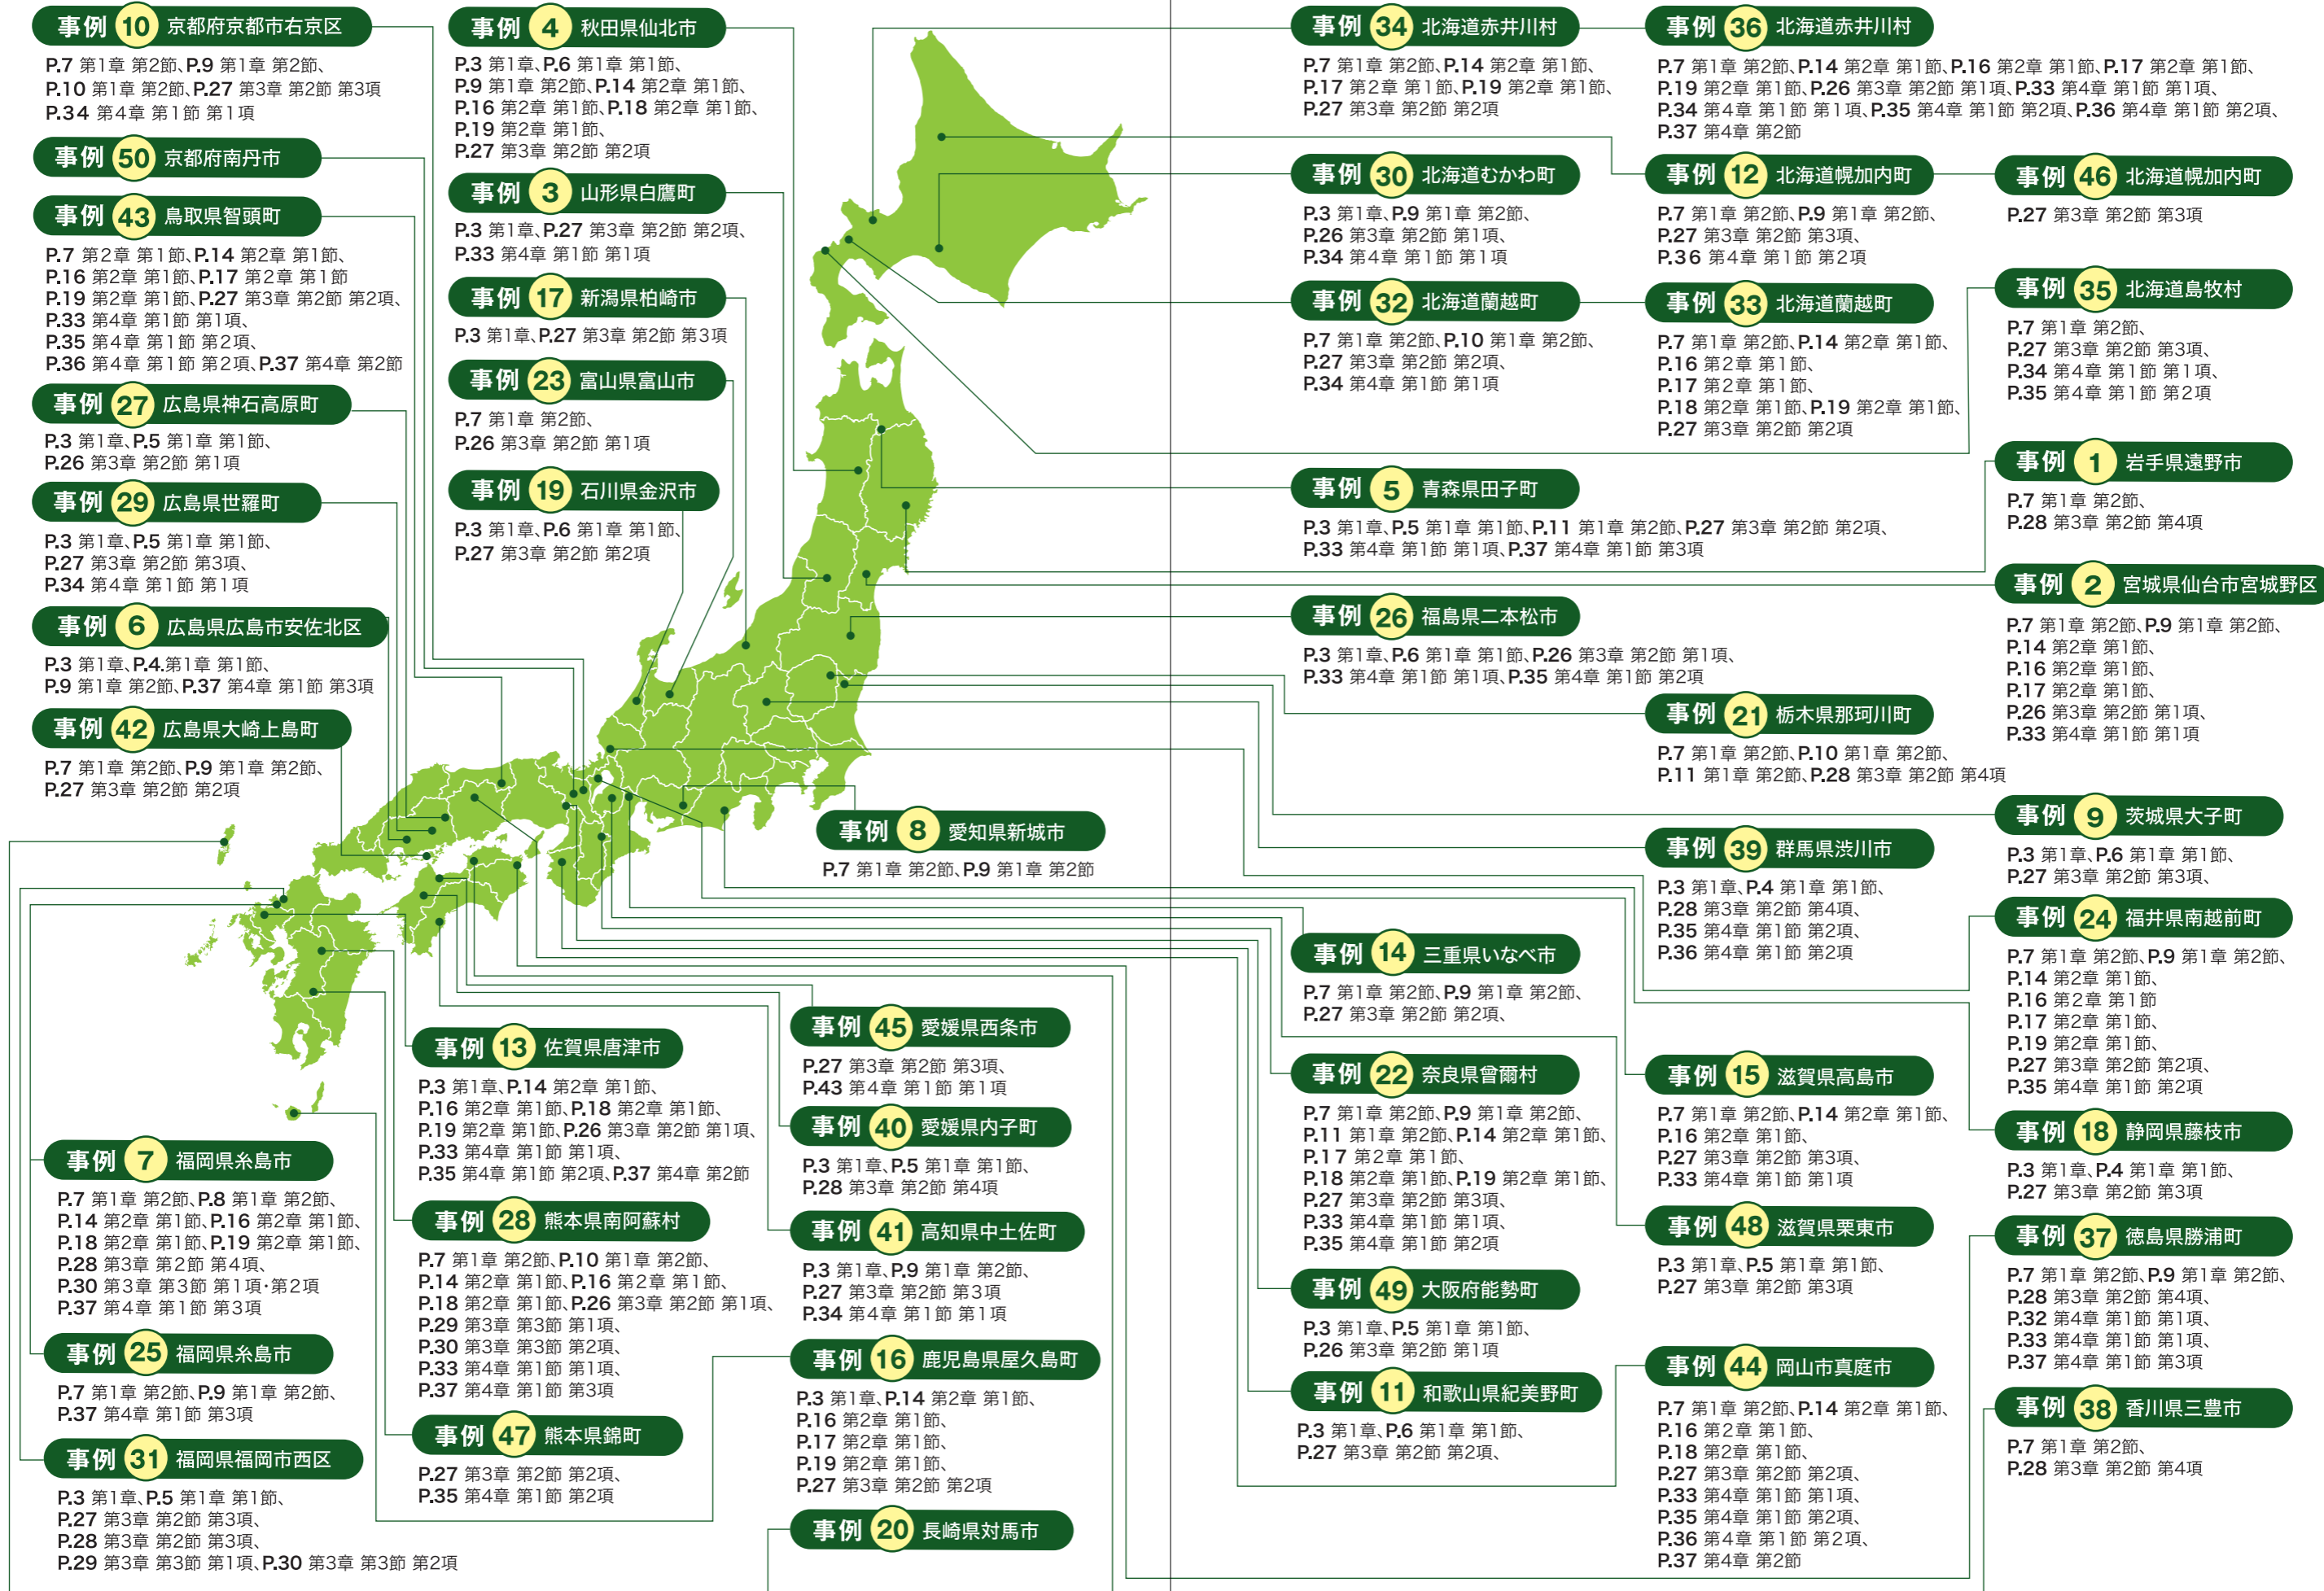 事例 10 京都府京都市右京区
P.7 第1章 第2節、P.9 第1章 第2節、
P.10 第1章 第2節、P.27 第3章 第2節 第3項
P.34 第4章 第1節 第1項
事例 50 京都府南丹市
事例 43 鳥取県智頭町
P.7 第2章 第1節、P.14 第2章 第1節、
P.16 第2章 第1節、P.17 第2章 第1節
P.19 第2章 第1節、P.27 第3章 第2節 第2項、
P.33 第4章 第1節 第1項、
P.35 第4章 第1節 第2項、
P.36 第4章 第1節 第2項、P.37 第4章 第2節
事例 27 広島県神石高原町
P.3 第1章、P.5 第1章 第1節、
P.26 第3章 第2節 第1項
事例 29 広島県世羅町
P.3 第1章、P.5 第1章 第1節、
P.27 第3章 第2節 第3項、
P.34 第4章 第1節 第1項
事例 6 広島県広島市安佐北区
P.3 第1章、P.4.第1章 第1節、
P.9 第1章 第2節、P.37 第4章 第1節 第3項
事例 42 広島県大崎上島町
P.7 第1章 第2節、P.9 第1章 第2節、
P.27 第3章 第2節 第2項
事例 4 秋田県仙北市
P.3 第1章、P.6 第1章 第1節、
P.9 第1章 第2節、P.14 第2章 第1節、
P.16 第2章 第1節、P.18 第2章 第1節、
P.19 第2章 第1節、
P.27 第3章 第2節 第2項
事例 3 山形県白鷹町
P.3 第1章、P.27 第3章 第2節 第2項、
P.33 第4章 第1節 第1項
事例 17 新潟県柏崎市
P.3 第1章、P.27 第3章 第2節 第3項
事例 23 富山県富山市
P.7 第1章 第2節、
P.26 第3章 第2節 第1項
事例 19 石川県金沢市
P.3 第1章、P.6 第1章 第1節、
P.27 第3章 第2節 第2項
事例 34 北海道赤井川村
P.7 第1章 第2節、P.14 第2章 第1節、
P.17 第2章 第1節、P.19 第2章 第1節、
P.27 第3章 第2節 第2項
事例 36 北海道赤井川村
P.7 第1章 第2節、P.14 第2章 第1節、P.16 第2章 第1節、P.17 第2章 第1節、
P.19 第2章 第1節、P.26 第3章 第2節 第1項、P.33 第4章 第1節 第1項、
P.34 第4章 第1節 第1項、P.35 第4章 第1節 第2項、P.36 第4章 第1節 第2項、
P.37 第4章 第2節
事例 30 北海道むかわ町
P.3 第1章、P.9 第1章 第2節、
P.26 第3章 第2節 第1項、
P.34 第4章 第1節 第1項
事例 12 北海道幌加内町
P.7 第1章 第2節、P.9 第1章 第2節、
P.27 第3章 第2節 第3項、
P.36 第4章 第1節 第2項
事例 46 北海道幌加内町
P.27 第3章 第2節 第3項
事例 32 北海道蘭越町
P.7 第1章 第2節、P.10 第1章 第2節、
P.27 第3章 第2節 第2項、
P.34 第4章 第1節 第1項
事例 33 北海道蘭越町
P.7 第1章 第2節、P.14 第2章 第1節、
P.16 第2章 第1節、
P.17 第2章 第1節、
P.18 第2章 第1節、P.19 第2章 第1節、
P.27 第3章 第2節 第2項
事例 35 北海道島牧村
P.7 第1章 第2節、
P.27 第3章 第2節 第3項、
P.34 第4章 第1節 第1項、
P.35 第4章 第1節 第2項
事例 5 青森県田子町
P.3 第1章、P.5 第1章 第1節、P.11 第1章 第2節、P.27 第3章 第2節 第2項、
P.33 第4章 第1節 第1項、P.37 第4章 第1節 第3項
事例 1 岩手県遠野市
P.7 第1章 第2節、
P.28 第3章 第2節 第4項
事例 2 宮城県仙台市宮城野区
P.7 第1章 第2節、P.9 第1章 第2節、
P.14 第2章 第1節、
P.16 第2章 第1節、
P.17 第2章 第1節、
P.26 第3章 第2節 第1項、
P.33 第4章 第1節 第1項
事例 26 福島県二本松市
P.3 第1章、P.6 第1章 第1節、P.26 第3章 第2節 第1項、
P.33 第4章 第1節 第1項、P.35 第4章 第1節 第2項
事例 21 栃木県那珂川町
P.7 第1章 第2節、P.10 第1章 第2節、
P.11 第1章 第2節、P.28 第3章 第2節 第4項
事例 9 茨城県大子町
P.3 第1章、P.6 第1章 第1節、
P.27 第3章 第2節 第3項、
事例 8 愛知県新城市
P.7 第1章 第2節、P.9 第1章 第2節
事例 39 群馬県渋川市
P.3 第1章、P.4 第1章 第1節、
P.28 第3章 第2節 第4項、
P.35 第4章 第1節 第2項、
P.36 第4章 第1節 第2項
事例 24 福井県南越前町
P.7 第1章 第2節、P.9 第1章 第2節、
P.14 第2章 第1節、
P.16 第2章 第1節
P.17 第2章 第1節、
P.19 第2章 第1節、
P.27 第3章 第2節 第2項、
P.35 第4章 第1節 第2項
事例 14 三重県いなべ市
P.7 第1章 第2節、P.9 第1章 第2節、
P.27 第3章 第2節 第2項、
事例 22 奈良県曾爾村
P.7 第1章 第2節、P.9 第1章 第2節、
P.11 第1章 第2節、P.14 第2章 第1節、
P.17 第2章 第1節、
P.18 第2章 第1節、P.19 第2章 第1節、
P.27 第3章 第2節 第3項、
P.33 第4章 第1節 第1項、
P.35 第4章 第1節 第2項
事例 15 滋賀県高島市
P.7 第1章 第2節、P.14 第2章 第1節、
P.16 第2章 第1節、
P.27 第3章 第2節 第3項、
P.33 第4章 第1節 第1項
事例 18 静岡県藤枝市
P.3 第1章、P.4 第1章 第1節、
P.27 第3章 第2節 第3項
事例 48 滋賀県栗東市
P.3 第1章、P.5 第1章 第1節、
P.27 第3章 第2節 第3項
事例 37 徳島県勝浦町
P.7 第1章 第2節、P.9 第1章 第2節、
P.28 第3章 第2節 第4項、
P.32 第4章 第1節 第1項、
P.33 第4章 第1節 第1項、
P.37 第4章 第1節 第3項
事例 49 大阪府能勢町
P.3 第1章、P.5 第1章 第1節、
P.26 第3章 第2節 第1項
事例 11 和歌山県紀美野町
P.3 第1章、P.6 第1章 第1節、
P.27 第3章 第2節 第2項、
事例 44 岡山市真庭市
P.7 第1章 第2節、P.14 第2章 第1節、
P.16 第2章 第1節、
P.18 第2章 第1節、
P.27 第3章 第2節 第2項、
P.33 第4章 第1節 第1項、
P.35 第4章 第1節 第2項、
P.36 第4章 第1節 第2項、
P.37 第4章 第2節
事例 38 香川県三豊市
P.7 第1章 第2節、
P.28 第3章 第2節 第4項
事例 45 愛媛県西条市
P.27 第3章 第2節 第3項、
P.43 第4章 第1節 第1項
事例 40 愛媛県内子町
P.3 第1章、P.5 第1章 第1節、
P.28 第3章 第2節 第4項
事例 41 高知県中土佐町
P.3 第1章、P.9 第1章 第2節、
P.27 第3章 第2節 第3項
P.34 第4章 第1節 第1項
事例 16 鹿児島県屋久島町
P.3 第1章、P.14 第2章 第1節、
P.16 第2章 第1節、
P.17 第2章 第1節、
P.19 第2章 第1節、
P.27 第3章 第2節 第2項
事例 20 長崎県対馬市
事例 13 佐賀県唐津市
P.3 第1章、P.14 第2章 第1節、
P.16 第2章 第1節、P.18 第2章 第1節、
P.19 第2章 第1節、P.26 第3章 第2節 第1項、
P.33 第4章 第1節 第1項、
P.35 第4章 第1節 第2項、P.37 第4章 第2節
事例 28 熊本県南阿蘇村
P.7 第1章 第2節、P.10 第1章 第2節、
P.14 第2章 第1節、P.16 第2章 第1節、
P.18 第2章 第1節、P.26 第3章 第2節 第1項、
P.29 第3章 第3節 第1項、
P.30 第3章 第3節 第2項、
P.33 第4章 第1節 第1項、
P.37 第4章 第1節 第3項
事例 47 熊本県錦町
P.27 第3章 第2節 第2項、
P.35 第4章 第1節 第2項
事例 7 福岡県糸島市
P.7 第1章 第2節、P.8 第1章 第2節、
P.14 第2章 第1節、P.16 第2章 第1節、
P.18 第2章 第1節、P.19 第2章 第1節、
P.28 第3章 第2節 第4項、
P.30 第3章 第3節 第1項・第2項
P.37 第4章 第1節 第3項
事例 25 福岡県糸島市
P.7 第1章 第2節、P.9 第1章 第2節、
P.37 第4章 第1節 第3項
事例 31 福岡県福岡市西区
P.3 第1章、P.5 第1章 第1節、
P.27 第3章 第2節 第3項、
P.28 第3章 第2節 第3項、
P.29 第3章 第3節 第1項、P.30 第3章 第3節 第2項